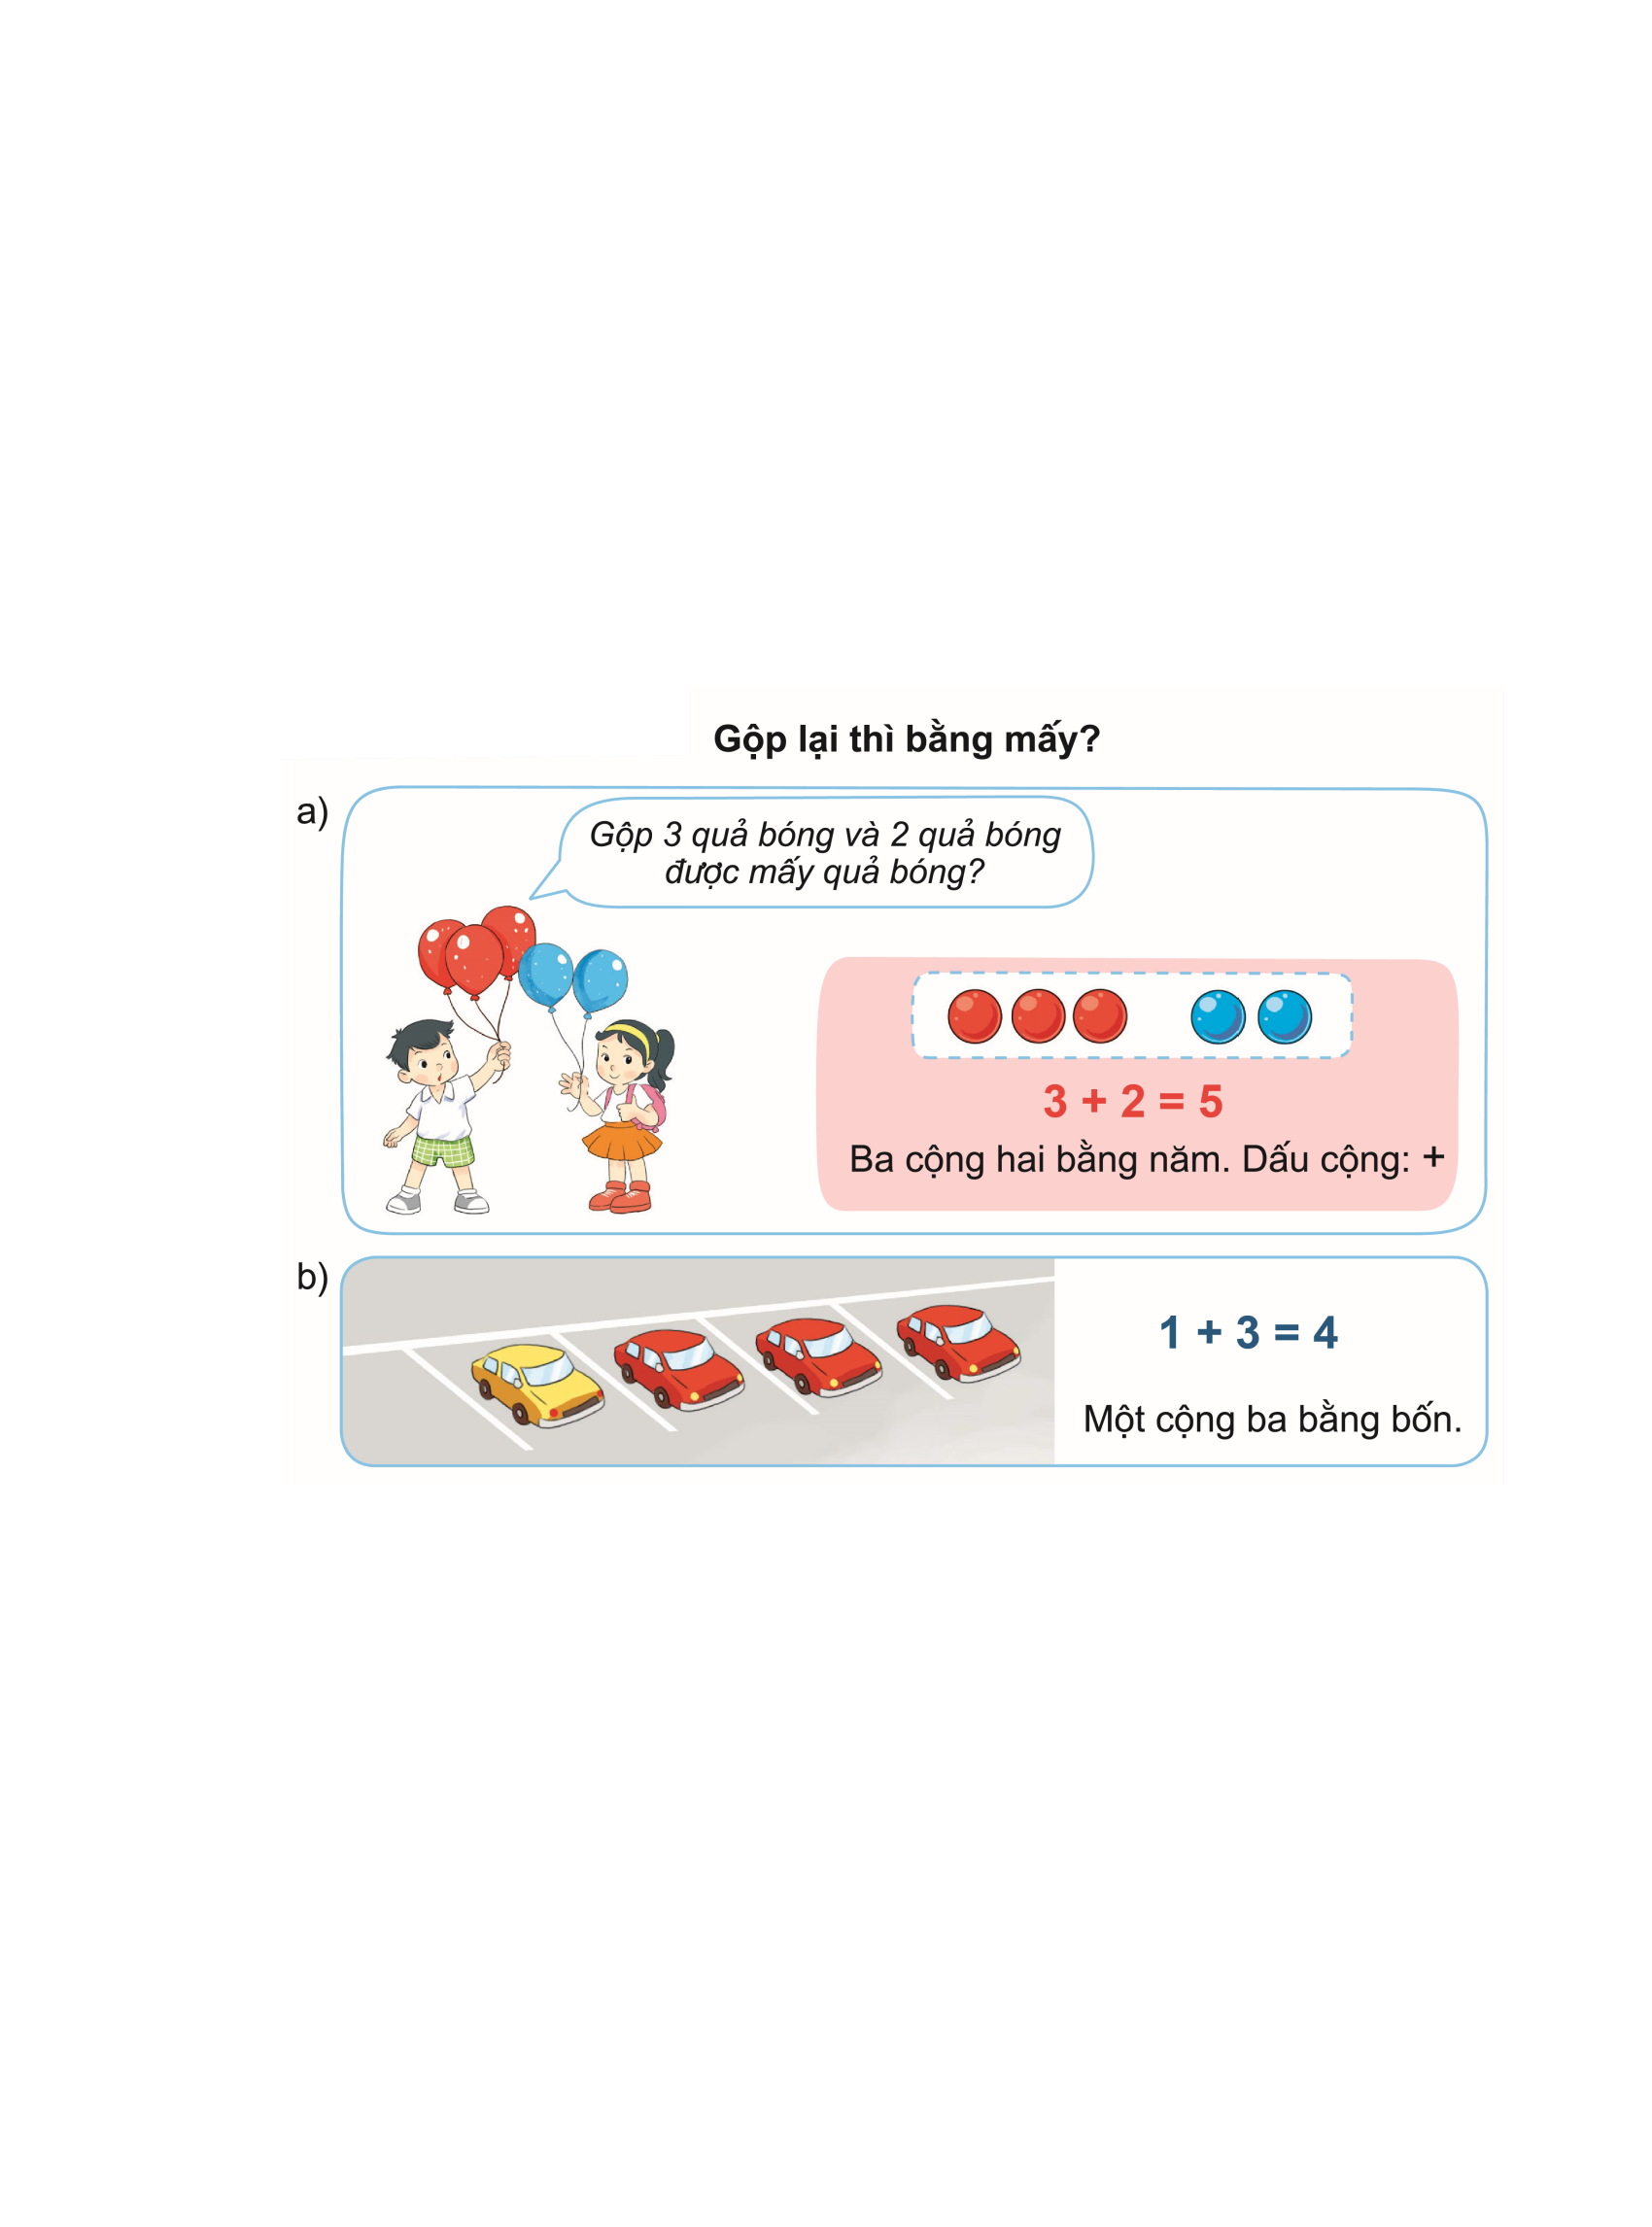 Gộp lại thì bằng mấy?
a)
Gộp 3 quả bóng và 2 quả bóng
được mấy quả bóng?
3 + 2 = 5
Ba cộng hai bằng năm. Dấu cộng: +
b)
1 + 3 = 4
Một cộng ba bằng bốn.